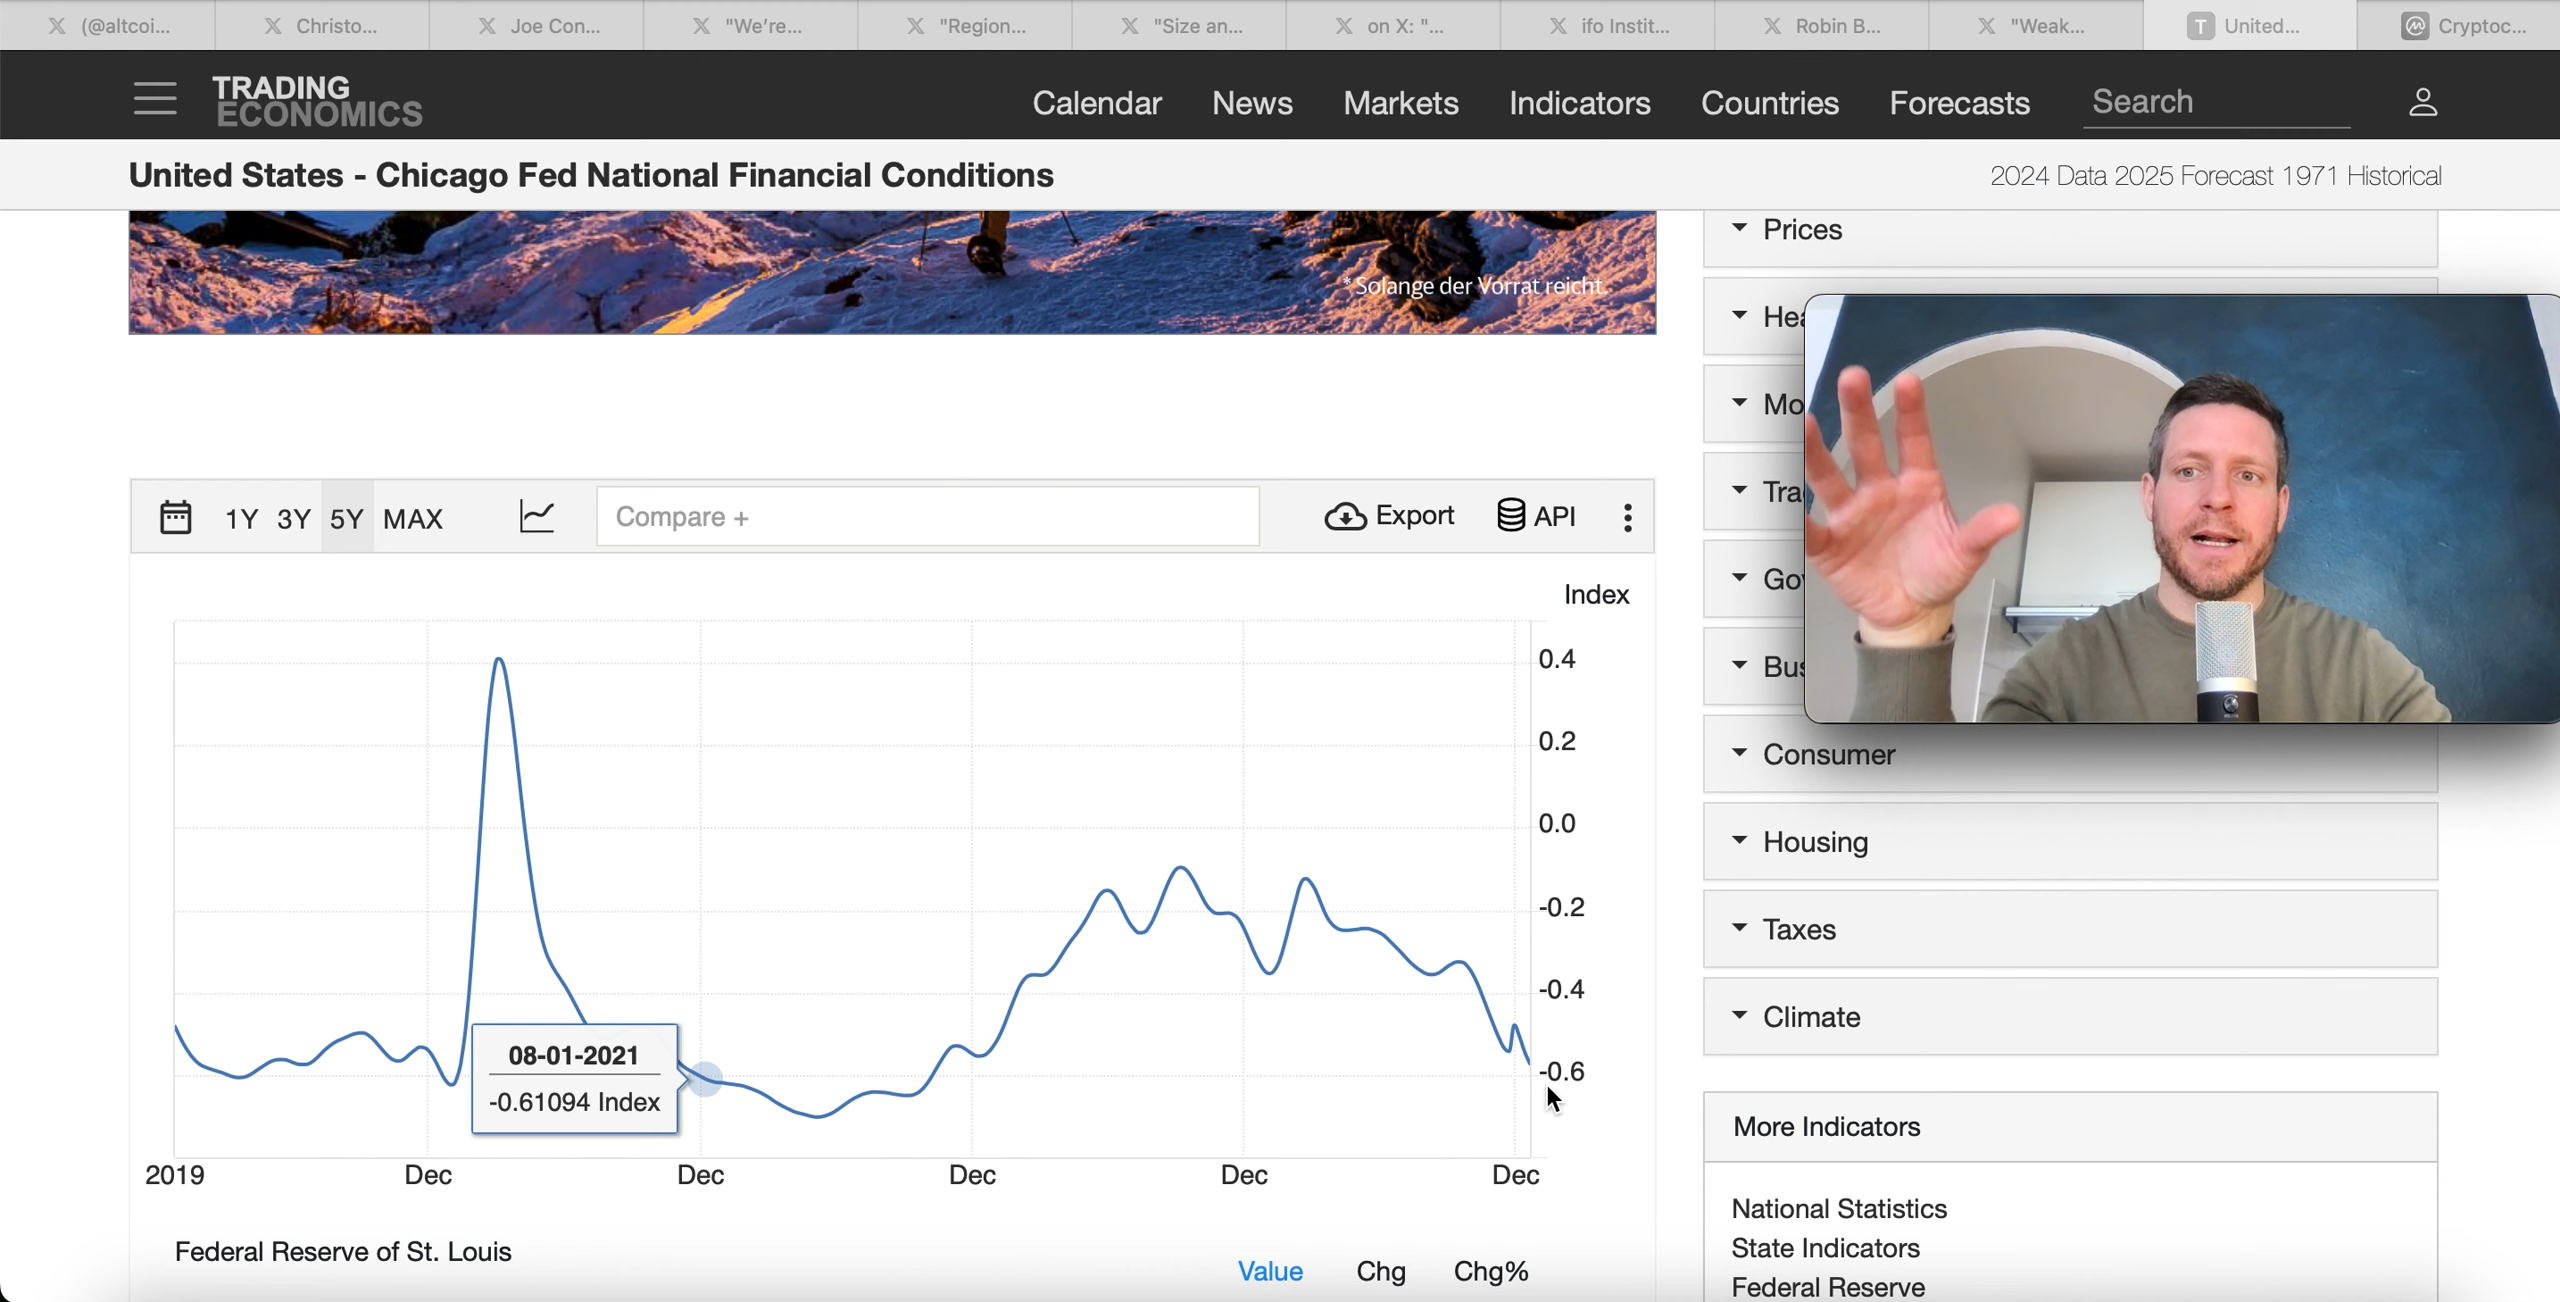 (@altcoi...
Christo...
Joe Con...
"We're...
"Region...
"Size an...
on X: "...
ifo Instit...
Robin B...
"Weak...
T United...
Cryptoc...
TRADING
ECONOMICS
Calendar
News
Markets
Indicators
Countries
Forecasts
Search
United States - Chicago Fed National Financial Conditions
2024 Data 2025 Forecast 1971 Historical
* Solange der Vorrat reicht.
1Y 3Y 5Y MAX
Compare +
Export
API
Index
0.4
0.2
0.0
-0.2
-0.4
-0.6
08-01-2021
-0.61094 Index
2019
Dec
Dec
Dec
Dec
Dec
Federal Reserve of St. Louis
Value
Chg
Chg%
Prices
Hea
Mo
Tra
Gov
Bus
Consumer
Housing
Taxes
Climate
More Indicators
National Statistics
State Indicators
Federal Reserve